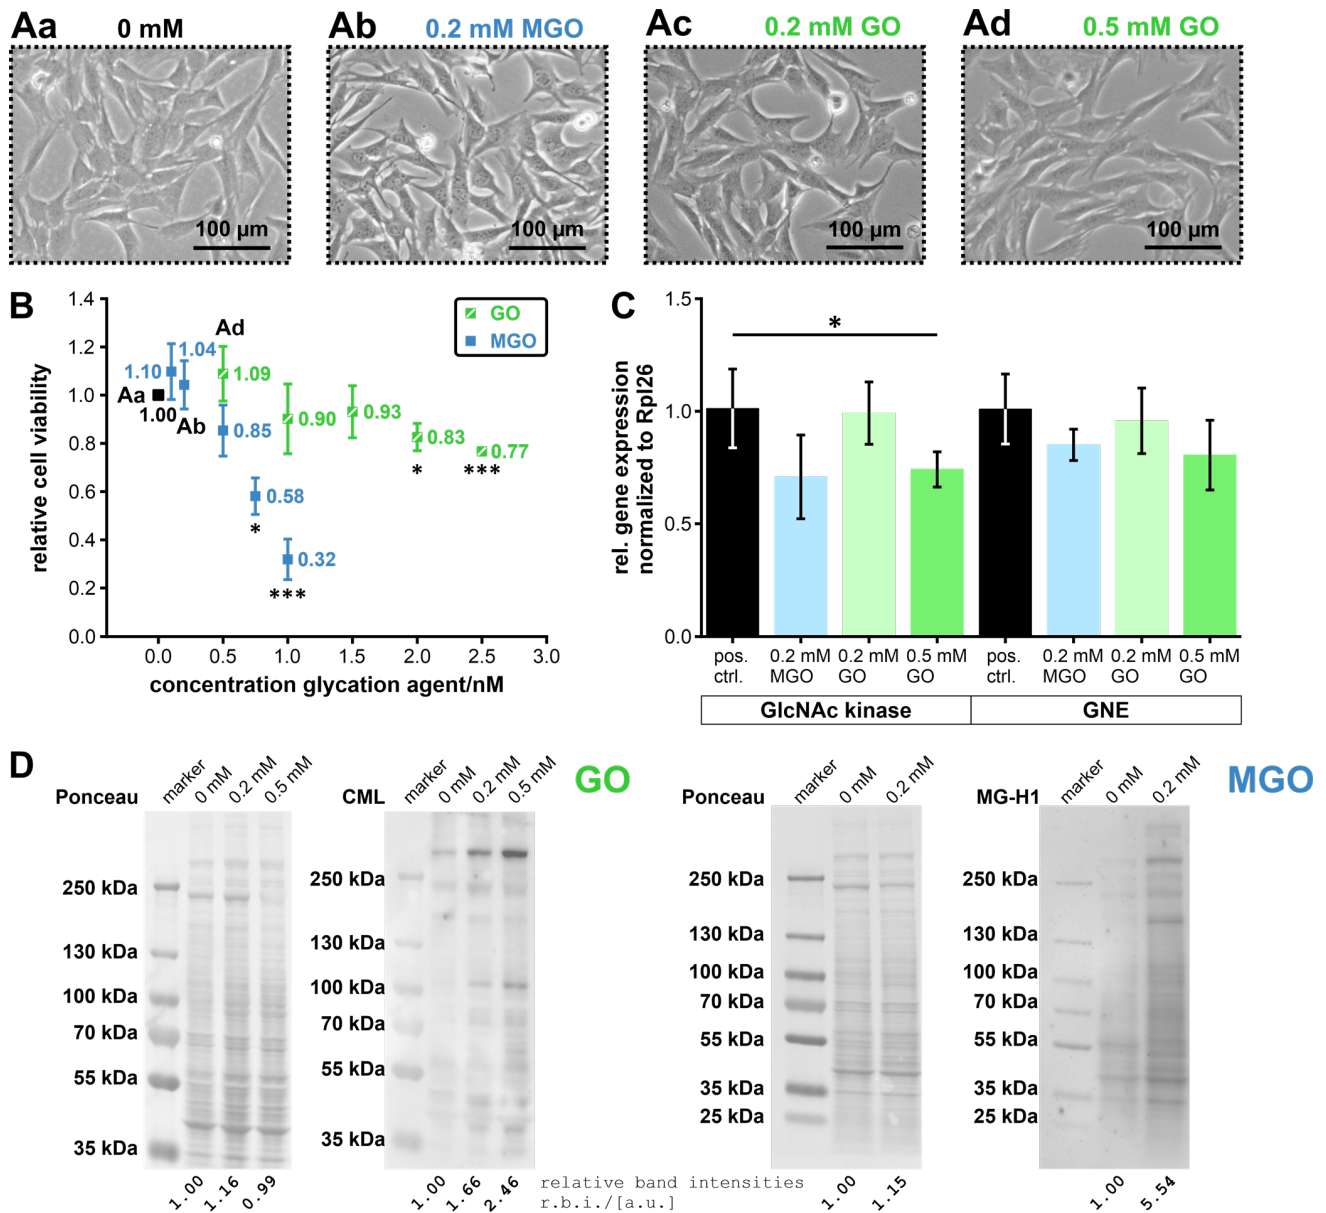 Aa 0 mM Ab 0.2 mM MGO Ac 0.2 mM GO Ad 0.5 mM GO
100 µm 100 µm 100 µm 100 µm
B
relative cell viability
1.4
1.2
1.0
0.8
0.6
0.4
0.2
0.0
GO
MGO
Ad
1.04
1.10
1.09
Aa
1.00
Ab
0.85
0.90
0.93
0.83
0.77
*
***
0.58
*
0.32
***
0.0 0.5 1.0 1.5 2.0 2.5 3.0
concentration glycation agent/nM
C
rel. gene expression
normalized to Rpl26
1.5
1.0
0.5
0.0
*
pos. 0.2 mM 0.2 mM 0.5 mM pos. 0.2 mM 0.2 mM 0.5 mM
ctrl. MGO GO GO ctrl. MGO GO GO
GlcNAc kinase GNE
D
Ponceau
marker
0 mM
0.2 mM
0.5 mM
250 kDa
130 kDa
100 kDa
70 kDa
55 kDa
35 kDa
1.00
1.16
0.99
CML
marker
0 mM
0.2 mM
0.5 mM
GO
250 kDa
130 kDa
100 kDa
70 kDa
55 kDa
35 kDa
1.00
1.66
2.46
relative band intensities
r.b.i./[a.u.]
Ponceau
marker
0 mM
0.2 mM
250 kDa
130 kDa
100 kDa
70 kDa
55 kDa
35 kDa
25 kDa
1.00
1.15
MG-H1
marker
0 mM
0.2 mM
MGO
250 kDa
130 kDa
100 kDa
70 kDa
55 kDa
35 kDa
25 kDa
1.00
5.54